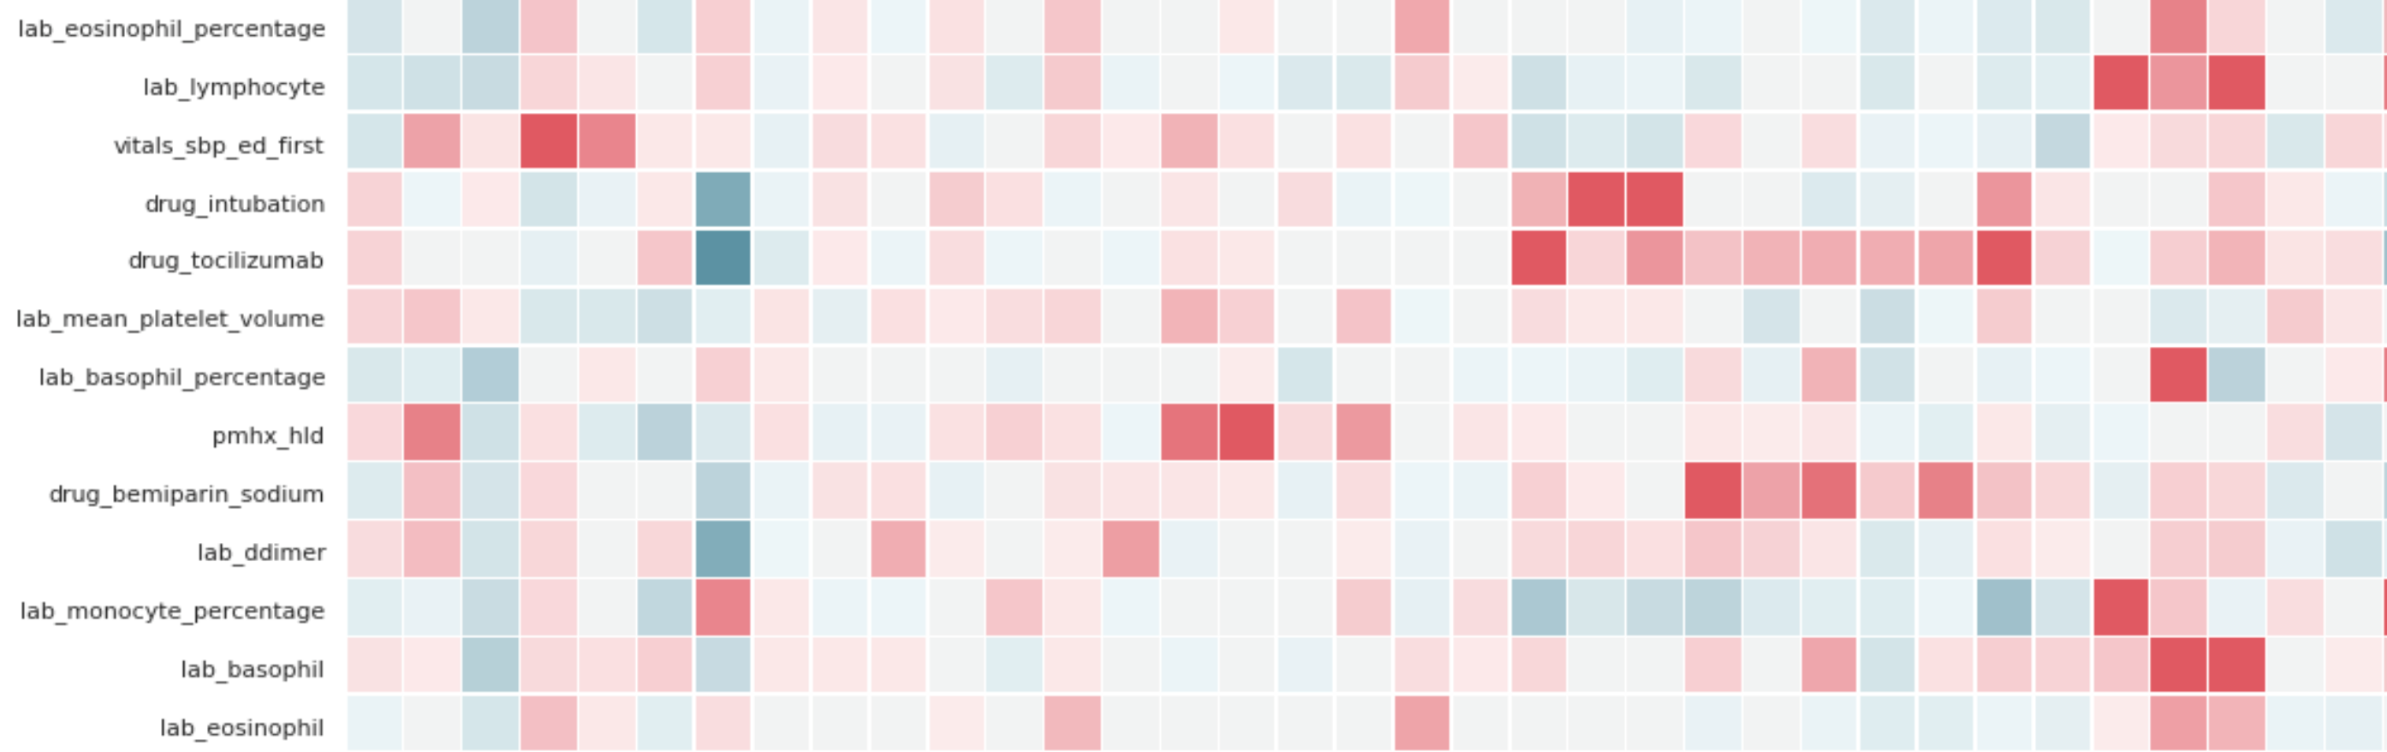 lab_eosinophil_percentage
lab_lymphocyte
vitals_sbp_ed_first
drug_intubation
drug_tocilizumab
lab_mean_platelet_volume
lab_basophil_percentage
pmhx_hld
drug_bemiparin_sodium
lab_ddimer
lab_monocyte_percentage
lab_basophil
lab_eosinophil